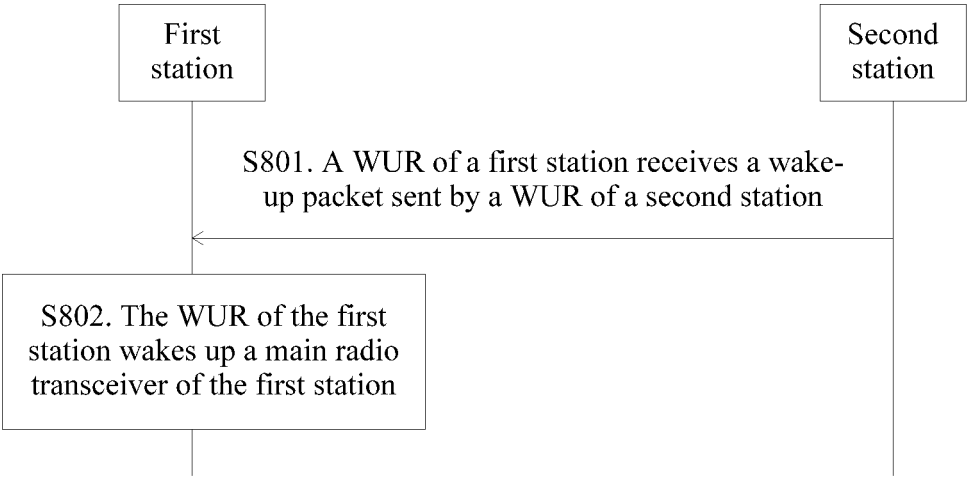 First
station
Second
station
S801. A WUR of a first station receives a wake-
up packet sent by a WUR of a second station
S802. The WUR of the first
station wakes up a main radio
transceiver of the first station